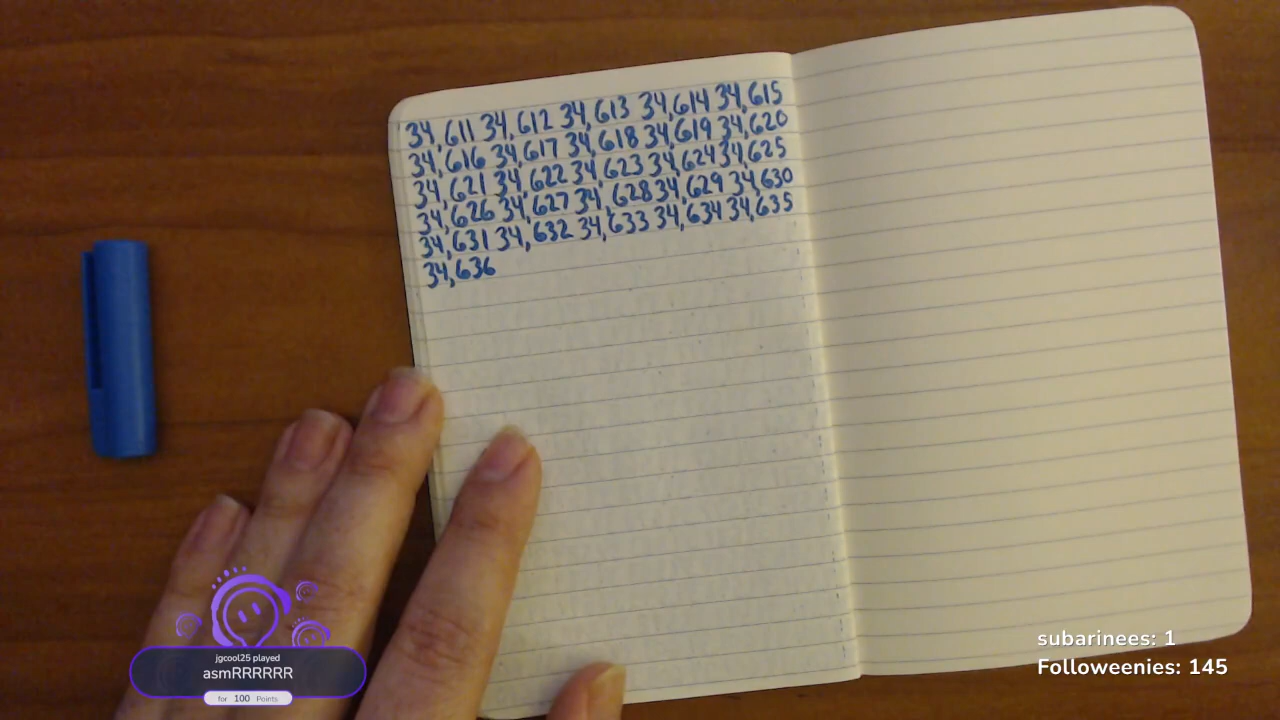 34,611 34,612 34,613 34,614 34,615
34,616 34,617 34,618 34,619 34,620
34,621 34,622 34,623 34,624 34,625
34,626 34,627 34,628 34,629 34,630
34,631 34,632 34,633 34,634 34,635
34,636
jgcool25 played
asmRRRRRR
for 100 Points
subarinees: 1
Followeenies: 145